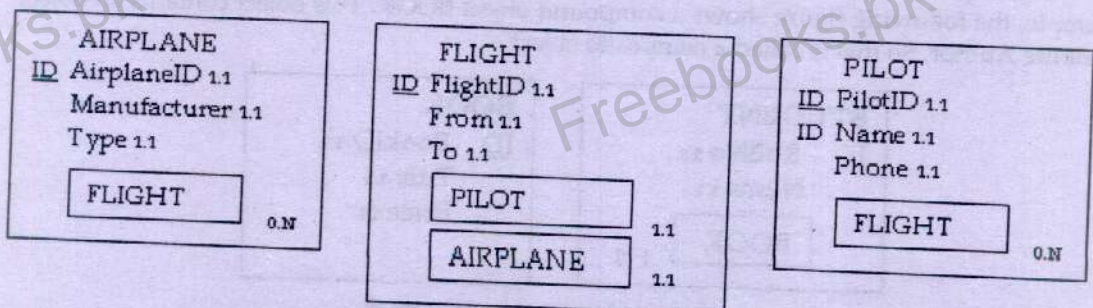 AIRPLANE
ID AirplaneID 1.1
Manufacturer 1.1
Type 1.1
FLIGHT
0.N
FLIGHT
ID FlightID 1.1
From 1.1
To 1.1
PILOT
1.1
AIRPLANE
1.1
PILOT
ID PilotID 1.1
ID Name 1.1
Phone 1.1
FLIGHT
0.N
Freebooks.pk